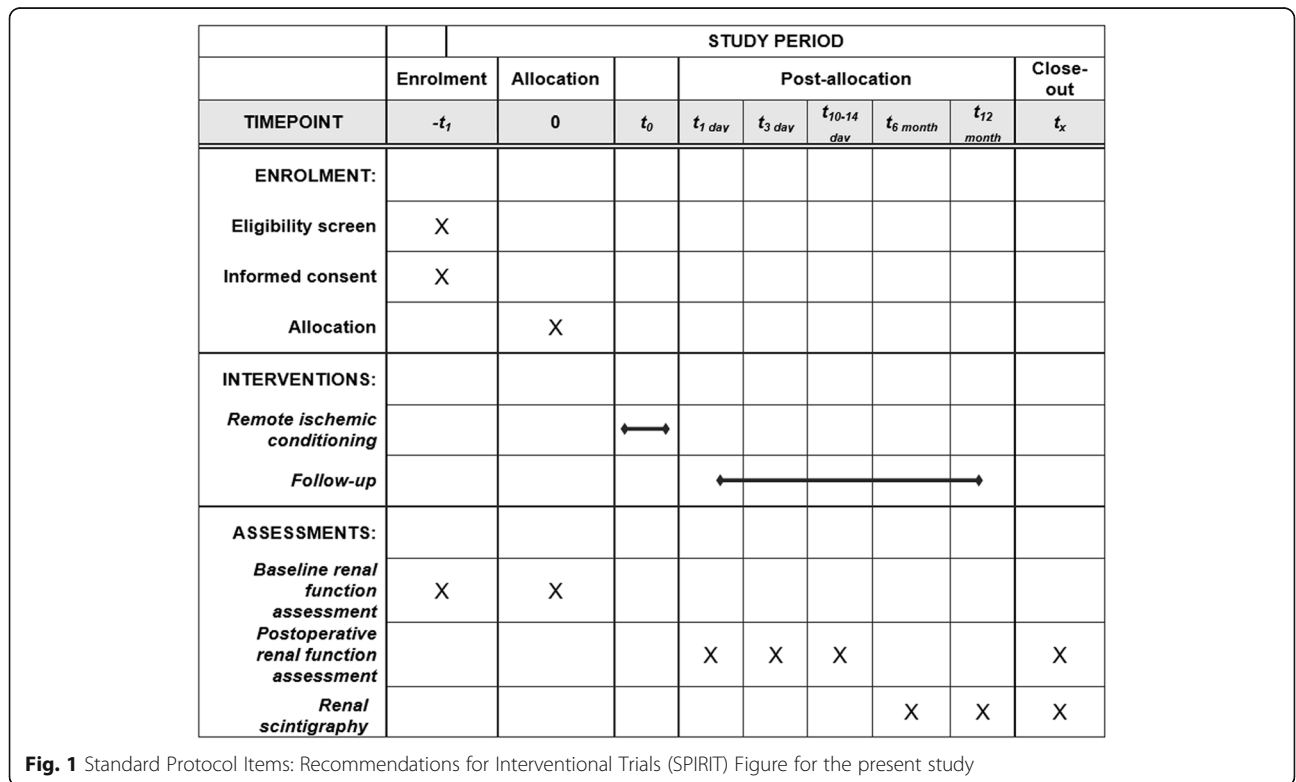 STUDY PERIOD
Enrolment Allocation Post-allocation Close-
out
TIMEPOINT -t1 0 t0 t1 day t3 day t10-14 t6 month t12 tx
day month
ENROLMENT:
Eligibility screen X
Informed consent X
Allocation X
INTERVENTIONS:
Remote ischemic
conditioning
Follow-up
ASSESSMENTS:
Baseline renal
function X X
assessment
Postoperative
renal function X X X X
assessment
Renal X X X
scintigraphy
Fig. 1 Standard Protocol Items: Recommendations for Interventional Trials (SPIRIT) Figure for the present study